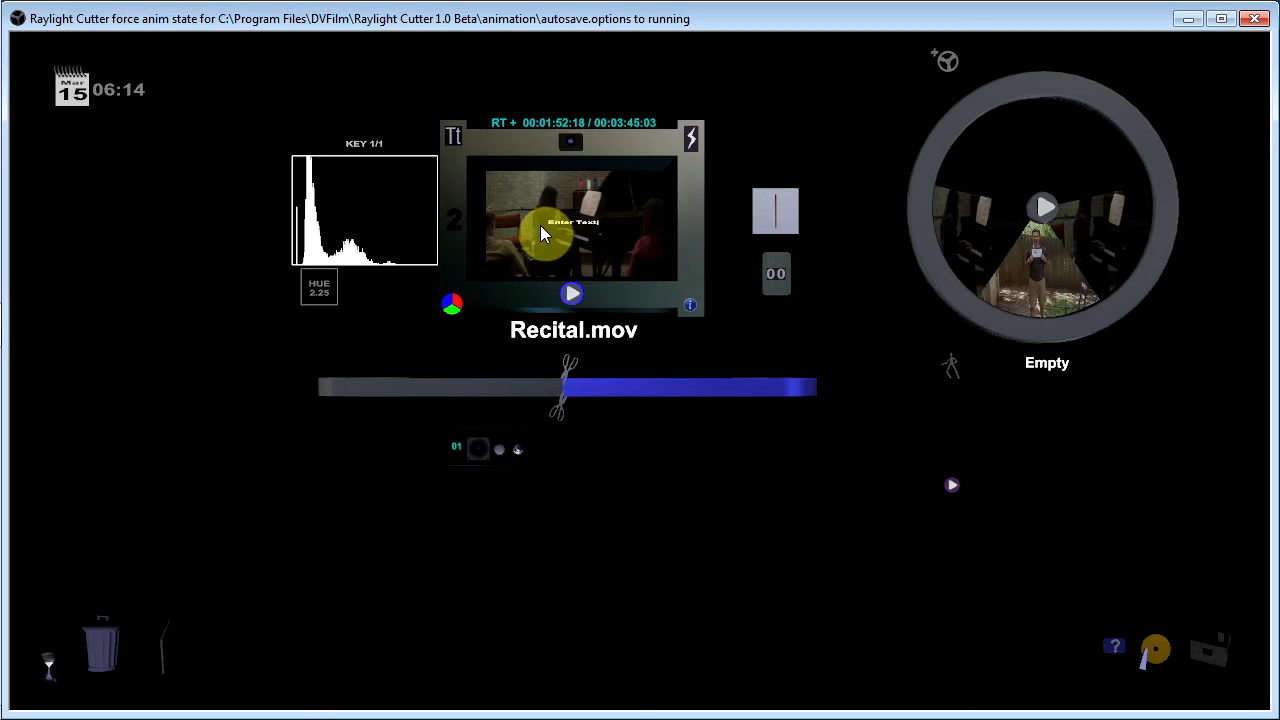 Raylight Cutter force anim state for C:\Program Files\DVFilm\Raylight Cutter1.0 Beta\animation\autosave.options to running
Mar
15
06:14
RT + 00:01:52:18 / 00:03:45:03
Tt
KEY 1/1
2
Enter Text
00
HUE
2.25
i
Recital.mov
Empty
01
?